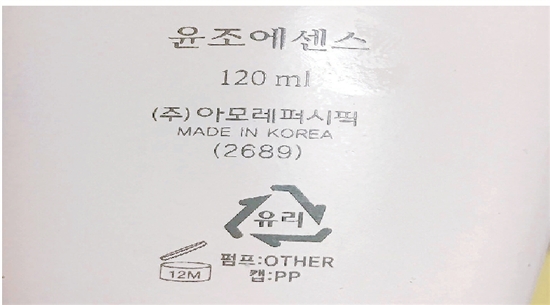 윤조에센스
120 ml
(주)아모레퍼시픽
MADE IN KOREA
(2689)
유리
펌프:OTHER
캡:PP
12M